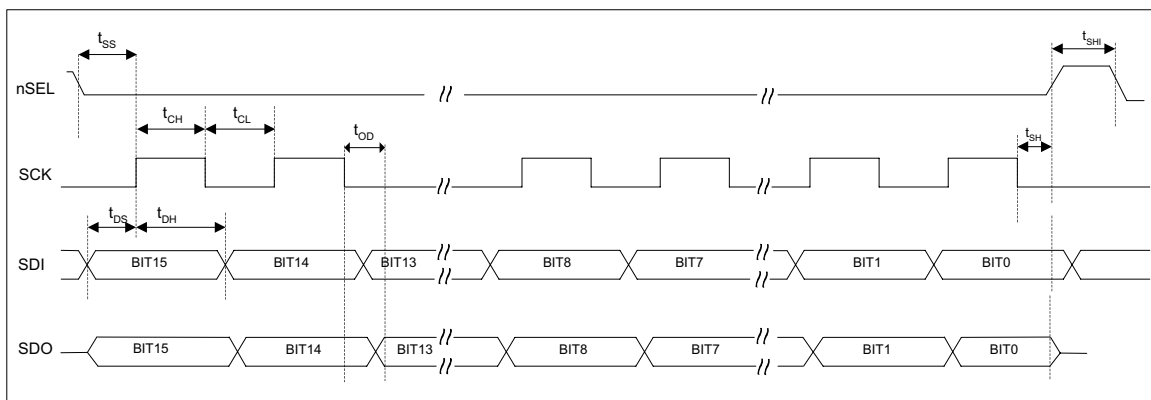 tSS
tSHI
nSEL
tCH
tCL
tOD
tSH
SCK
tDS
tDH
SDI
BIT15
BIT14
BIT13
BIT8
BIT7
BIT1
BIT0
SDO
BIT15
BIT14
BIT13
BIT8
BIT7
BIT1
BIT0